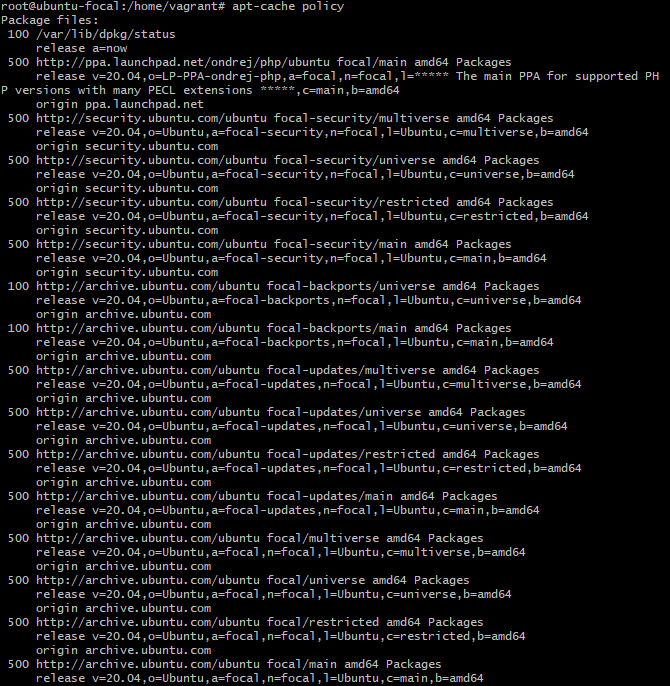 root@ubuntu-focal:/home/vagrant# apt-cache policy
Package files:
 100 /var/lib/dpkg/status
     release a=now
 500 http://ppa.launchpad.net/ondrej/php/ubuntu focal/main amd64 Packages
     release v=20.04,o=LP-PPA-ondrej-php,a=focal,n=focal,l=***** The main PPA for supported PH
P versions with many PECL extensions *****,c=main,b=amd64
     origin ppa.launchpad.net
 500 http://security.ubuntu.com/ubuntu focal-security/multiverse amd64 Packages
     release v=20.04,o=Ubuntu,a=focal-security,n=focal,l=Ubuntu,c=multiverse,b=amd64
     origin security.ubuntu.com
 500 http://security.ubuntu.com/ubuntu focal-security/universe amd64 Packages
     release v=20.04,o=Ubuntu,a=focal-security,n=focal,l=Ubuntu,c=universe,b=amd64
     origin security.ubuntu.com
 500 http://security.ubuntu.com/ubuntu focal-security/restricted amd64 Packages
     release v=20.04,o=Ubuntu,a=focal-security,n=focal,l=Ubuntu,c=restricted,b=amd64
     origin security.ubuntu.com
 500 http://security.ubuntu.com/ubuntu focal-security/main amd64 Packages
     release v=20.04,o=Ubuntu,a=focal-security,n=focal,l=Ubuntu,c=main,b=amd64
     origin security.ubuntu.com
 100 http://archive.ubuntu.com/ubuntu focal-backports/universe amd64 Packages
     release v=20.04,o=Ubuntu,a=focal-backports,n=focal,l=Ubuntu,c=universe,b=amd64
     origin archive.ubuntu.com
 100 http://archive.ubuntu.com/ubuntu focal-backports/main amd64 Packages
     release v=20.04,o=Ubuntu,a=focal-backports,n=focal,l=Ubuntu,c=main,b=amd64
     origin archive.ubuntu.com
 500 http://archive.ubuntu.com/ubuntu focal-updates/multiverse amd64 Packages
     release v=20.04,o=Ubuntu,a=focal-updates,n=focal,l=Ubuntu,c=multiverse,b=amd64
     origin archive.ubuntu.com
 500 http://archive.ubuntu.com/ubuntu focal-updates/universe amd64 Packages
     release v=20.04,o=Ubuntu,a=focal-updates,n=focal,l=Ubuntu,c=universe,b=amd64
     origin archive.ubuntu.com
 500 http://archive.ubuntu.com/ubuntu focal-updates/restricted amd64 Packages
     release v=20.04,o=Ubuntu,a=focal-updates,n=focal,l=Ubuntu,c=restricted,b=amd64
     origin archive.ubuntu.com
 500 http://archive.ubuntu.com/ubuntu focal-updates/main amd64 Packages
     release v=20.04,o=Ubuntu,a=focal-updates,n=focal,l=Ubuntu,c=main,b=amd64
     origin archive.ubuntu.com
 500 http://archive.ubuntu.com/ubuntu focal/multiverse amd64 Packages
     release v=20.04,o=Ubuntu,a=focal,n=focal,l=Ubuntu,c=multiverse,b=amd64
     origin archive.ubuntu.com
 500 http://archive.ubuntu.com/ubuntu focal/universe amd64 Packages
     release v=20.04,o=Ubuntu,a=focal,n=focal,l=Ubuntu,c=universe,b=amd64
     origin archive.ubuntu.com
 500 http://archive.ubuntu.com/ubuntu focal/restricted amd64 Packages
     release v=20.04,o=Ubuntu,a=focal,n=focal,l=Ubuntu,c=restricted,b=amd64
     origin archive.ubuntu.com
 500 http://archive.ubuntu.com/ubuntu focal/main amd64 Packages
     release v=20.04,o=Ubuntu,a=focal,n=focal,l=Ubuntu,c=main,b=amd64